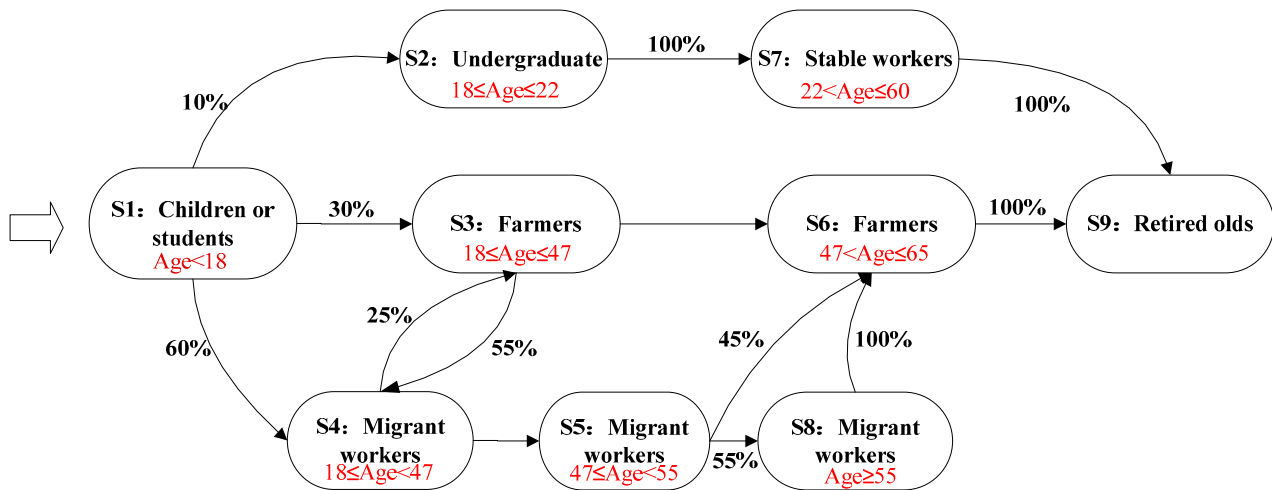 S2：Undergraduate
18≤Age≤22
100%
S7：Stable workers
22<Age≤60
10%
100%
S1：Children or
students
Age<18
30%
S3：Farmers
18≤Age≤47
S6：Farmers
47<Age≤65
100%
S9：Retired olds
25%
55%
60%
45%
100%
S4：Migrant
workers
18≤Age<47
S5：Migrant
workers
47≤Age<55
55%
S8：Migrant
workers
Age≥55